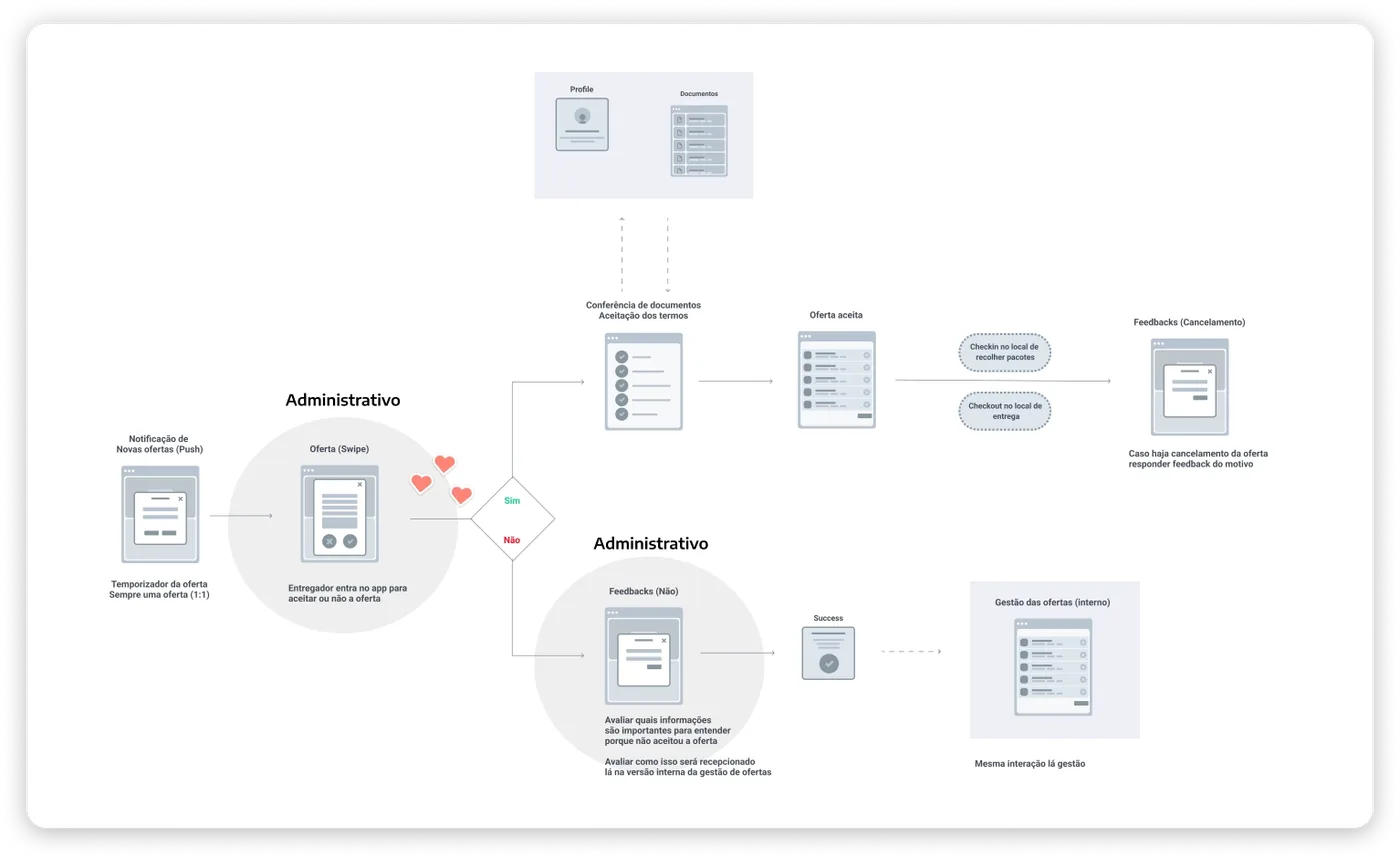 Profile
Documentos
Conferência de documentos
Aceitação dos termos
Oferta aceita
Checkin no local de
recolher pacotes
Checkout no local de
entrega
Feedbacks (Cancelamento)
Caso haja cancelamento da oferta
responder feedback do motivo
Administrativo
Notificação de
Novas ofertas (Push)
Temporizador da oferta
Sempre uma oferta (1:1)
Oferta (Swipe)
Entregador entra no app para
aceitar ou não a oferta
Sim
Não
Administrativo
Feedbacks (Não)
Avaliar quais informações
são importantes para entender
porque não aceitou a oferta
Avaliar como isso será recepcionado
lá na versão interna da gestão de ofertas
Success
Gestão das ofertas (interno)
Mesma interação lá gestão